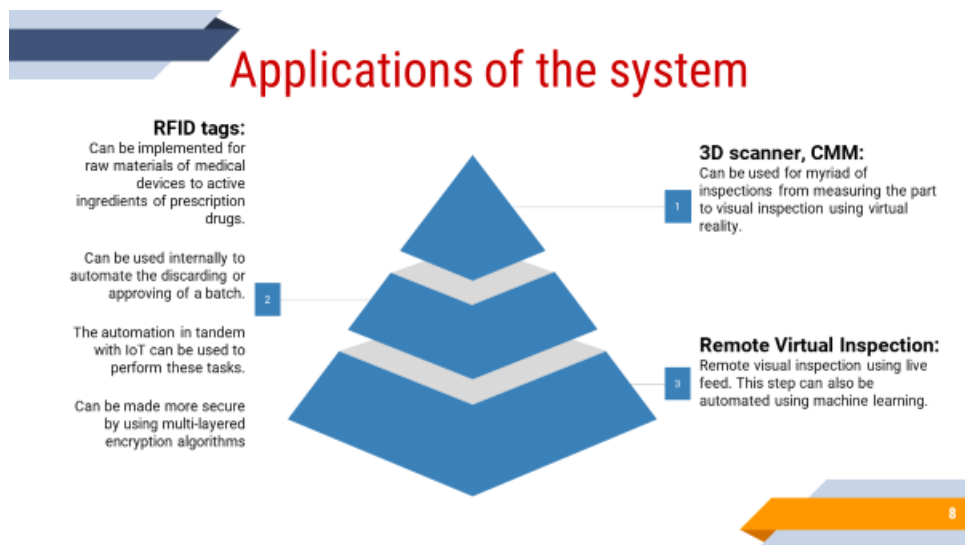 Applications of the system
RFID tags:
Can be implemented for
raw materials of medical
devices to active
ingredients of prescription
drugs.
Can be used internally to
automate the discarding or
approving of a batch.
The automation in tandem
with IoT can be used to
perform these tasks.
Can be made more secure
by using multi-layered
encryption algorithms
2
1
3D scanner, CMM:
Can be used for myriad of
inspections from measuring the part
to visual inspection using virtual
reality.
3
Remote Virtual Inspection:
Remote visual inspection using live
feed. This step can also be
automated using machine learning.
8